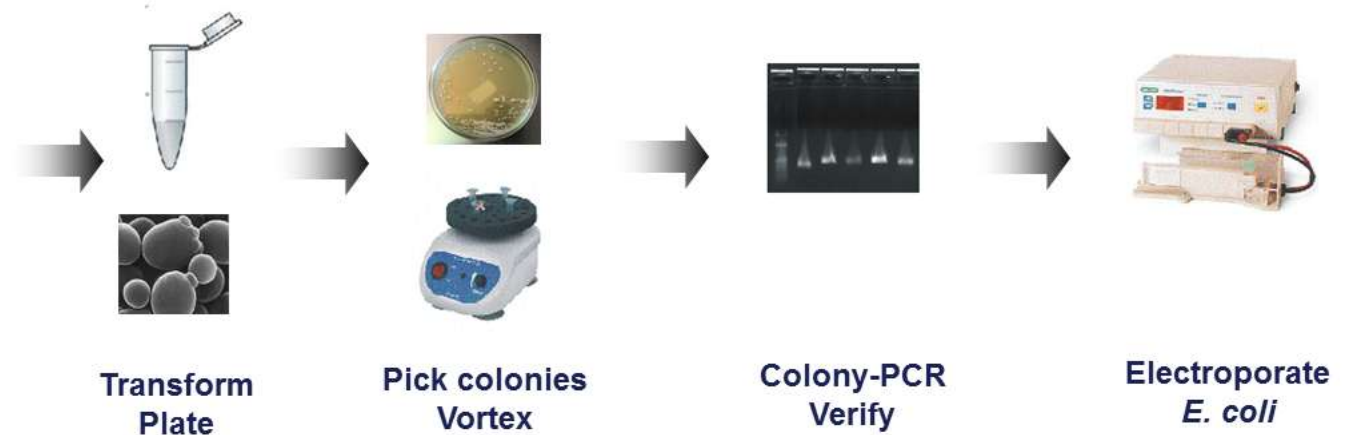 Transform
Plate
Pick colonies
Vortex
Colony-PCR
Verify
Electroporate
E. coli